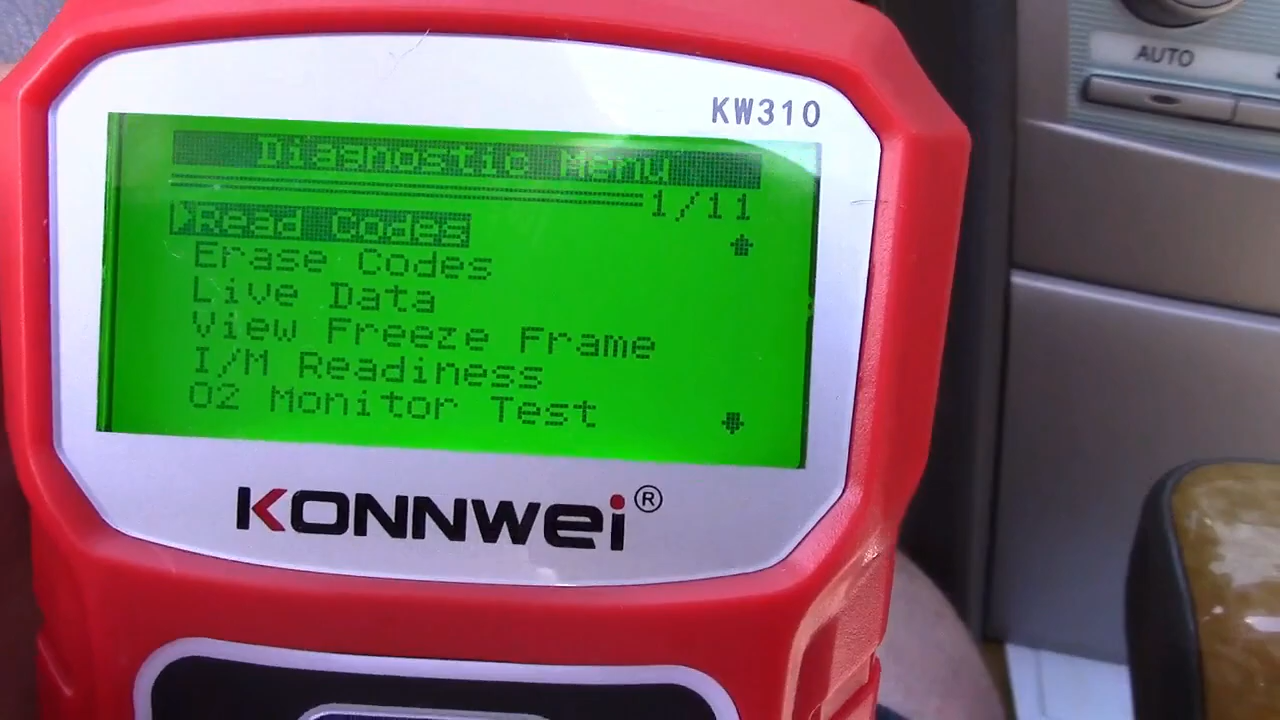 KW310
Diagnostic Menu
1/11
Read Codes
Erase Codes
Live Data
View Freeze Frame
I/M Readiness
O2 Monitor Test
KONNWEi®
AUTO